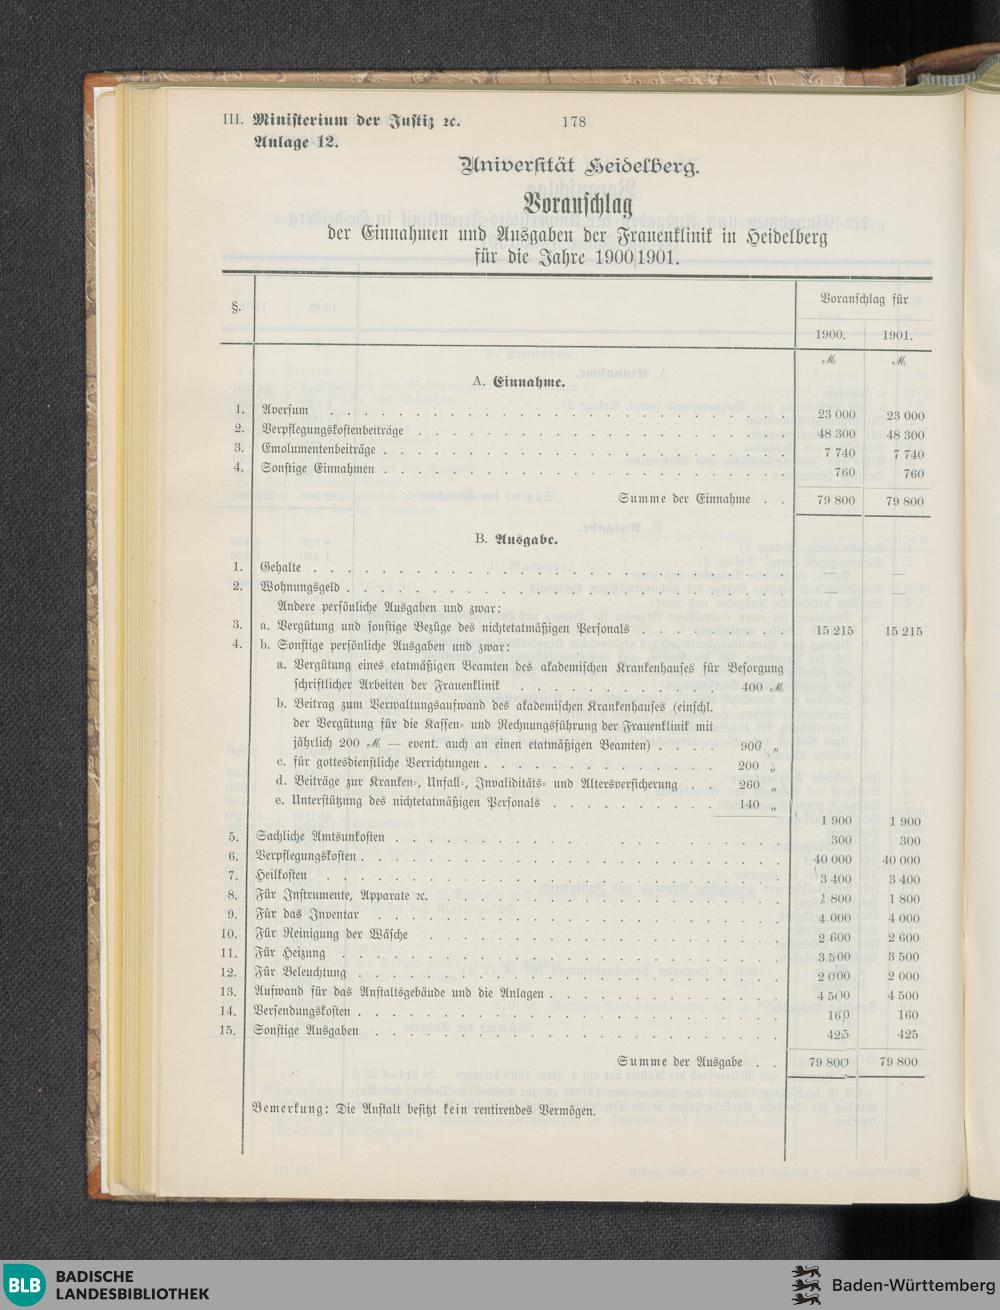 III. Ministerium der Justiz ꝛc. 178
Anlage 12.
Universität Heidelberg.
Voranschlag
der Einnahmen und Ausgaben der Frauenklinik in Heidelberg
für die Jahre 1900/1901.
§. Voranschlag für
1900. 1901.
ℳ ℳ
A. Einnahme.
1. Aversum . . . 23 000 23 000
2. Verpflegungskostenbeiträge . . . 48 300 48 300
3. Emolumentenbeiträge . . . 7 740 7 740
4. Sonstige Einnahmen . . . 760 760
Summe der Einnahme . . 79 800 79 800
B. Ausgabe.
1. Gehalte . . . — —
2. Wohnungsgeld . . . — —
Andere persönliche Ausgaben und zwar:
3. a. Vergütung und sonstige Bezüge des nichtetatmäßigen Personals . . . 15 215 15 215
4. b. Sonstige persönliche Ausgaben und zwar:
a. Vergütung eines etatmäßigen Beamten des akademischen Krankenhauses für Besorgung
schriftlicher Arbeiten der Frauenklinik . . . 400 ℳ
b. Beitrag zum Verwaltungsaufwand des akademischen Krankenhauses (einschl.
der Vergütung für die Kassen- und Rechnungsführung der Frauenklinik mit
jährlich 200 ℳ — event. auch an einen etatmäßigen Beamten) . . . . 900 „
c. für gottesdienstliche Verrichtungen . . . 200 „
d. Beiträge zur Kranken-, Unfall-, Invaliditäts- und Altersversicherung . . 260 „
e. Unterstützung des nichtetatmäßigen Personals . . . 140 „
1 900 1 900
5. Sachliche Amtsunkosten . . . 300 300
6. Verpflegungskosten . . . 40 000 40 000
7. Heilkosten . . . 3 400 3 400
8. Für Instrumente, Apparate ꝛc. . . . 1 800 1 800
9. Für das Inventar . . . 4 000 4 000
10. Für Reinigung der Wäsche . . . 2 600 2 600
11. Für Heizung . . . 3 500 3 500
12. Für Beleuchtung . . . 2 000 2 000
13. Aufwand für das Anstaltsgebäude und die Anlagen . . . 4 500 4 500
14. Versendungskosten . . . 160 160
15. Sonstige Ausgaben . . . 425 425
Summe der Ausgabe . . 79 800 79 800
Bemerkung: Die Anstalt besitzt kein rentirendes Vermögen.
BLB BADISCHE
LANDESBIBLIOTHEK
Baden-Württemberg